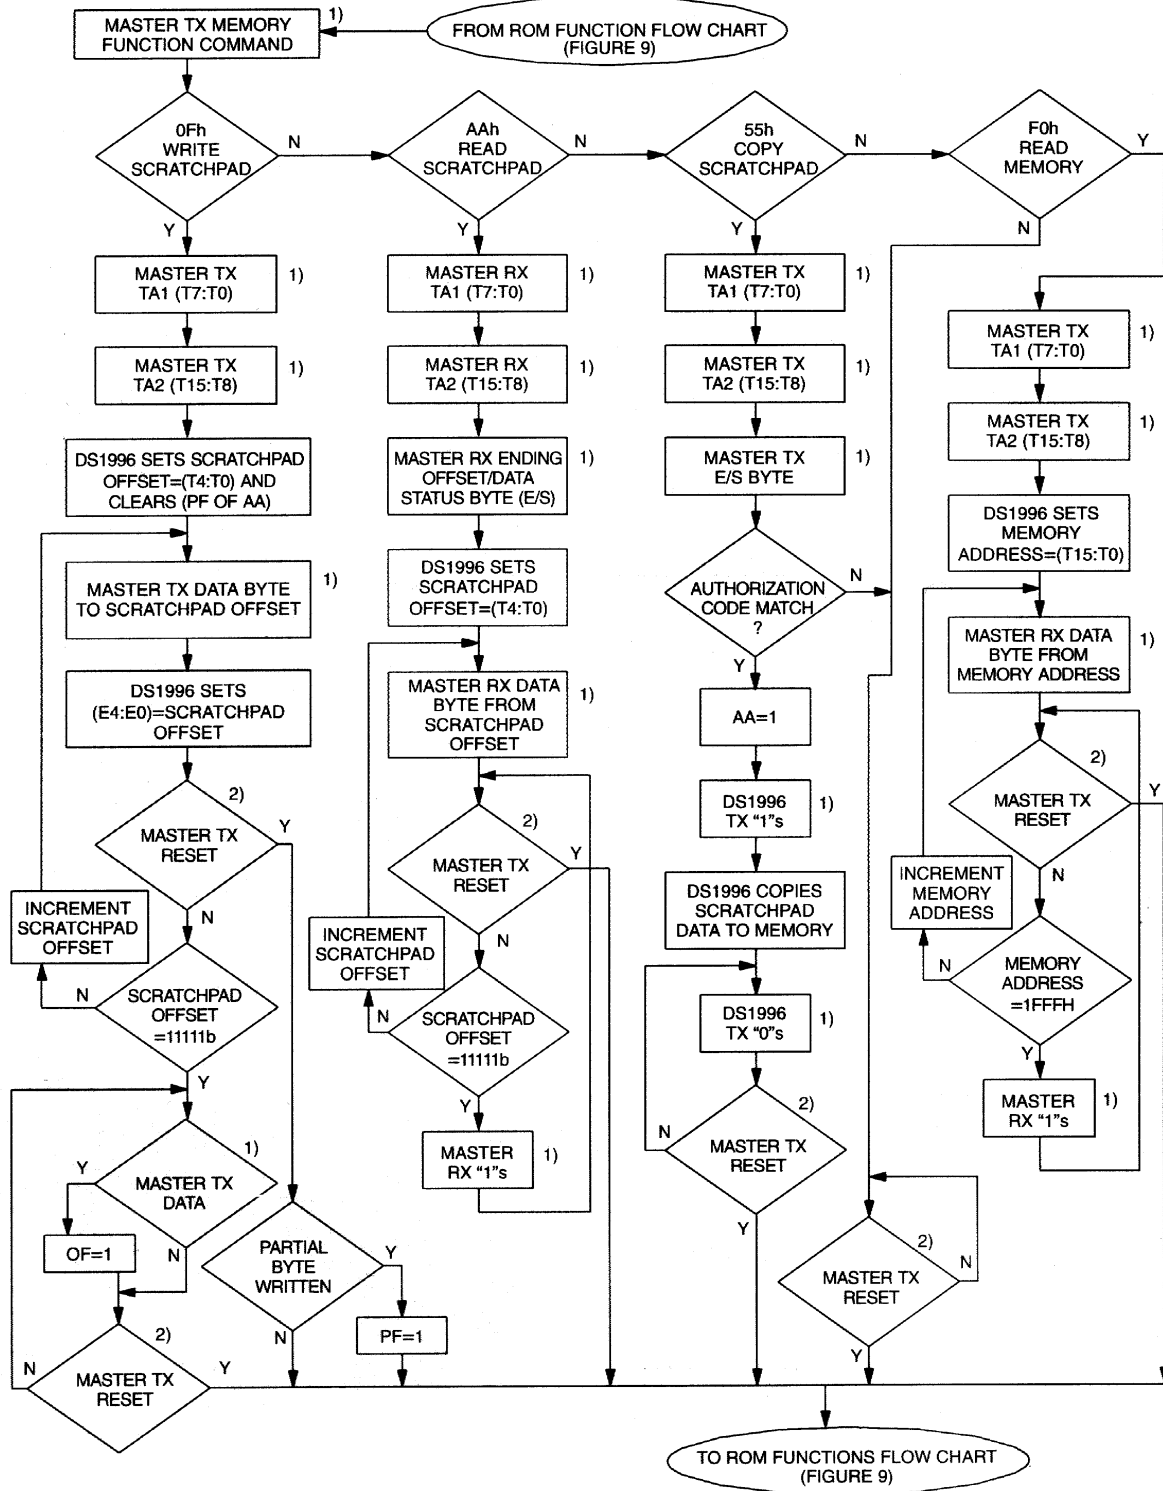 MASTER TX MEMORY
FUNCTION COMMAND
1)
FROM ROM FUNCTION FLOW CHART
(FIGURE 9)
0Fh
WRITE
SCRATCHPAD
N
Y
MASTER TX
TA1 (T7:T0)
1)
MASTER TX
TA2 (T15:T8)
1)
DS1996 SETS SCRATCHPAD
OFFSET=(T4:T0) AND
CLEARS (PF OF AA)
MASTER TX DATA BYTE
TO SCRATCHPAD OFFSET
1)
DS1996 SETS
(E4:E0)=SCRATCHPAD
OFFSET
2)
MASTER TX
RESET
Y
N
INCREMENT
SCRATCHPAD
OFFSET
N
SCRATCHPAD
OFFSET
=11111b
Y
1)
Y
MASTER TX
DATA
N
OF=1
2)
N
MASTER TX
RESET
Y
PARTIAL
BYTE
WRITTEN
Y
N
PF=1
AAh
READ
SCRATCHPAD
N
Y
MASTER RX
TA1 (T7:T0)
1)
MASTER RX
TA2 (T15:T8)
1)
MASTER RX ENDING
OFFSET/DATA
STATUS BYTE (E/S)
1)
DS1996 SETS
SCRATCHPAD
OFFSET=(T4:T0)
MASTER RX DATA
BYTE FROM
SCRATCHPAD
OFFSET
1)
2)
MASTER TX
RESET
Y
N
INCREMENT
SCRATCHPAD
OFFSET
N
SCRATCHPAD
OFFSET
=11111b
Y
MASTER
RX “1”s
1)
55h
COPY
SCRATCHPAD
N
Y
MASTER TX
TA1 (T7:T0)
1)
MASTER TX
TA2 (T15:T8)
1)
MASTER TX
E/S BYTE
1)
AUTHORIZATION
CODE MATCH
?
N
Y
AA=1
DS1996
TX “1”s
1)
DS1996 COPIES
SCRATCHPAD
DATA TO MEMORY
DS1996
TX “0”s
1)
2)
N
MASTER TX
RESET
Y
2)
MASTER TX
RESET
N
Y
F0h
READ
MEMORY
Y
N
MASTER TX
TA1 (T7:T0)
1)
MASTER TX
TA2 (T15:T8)
1)
DS1996 SETS
MEMORY
ADDRESS=(T15:T0)
MASTER RX DATA
BYTE FROM
MEMORY ADDRESS
1)
2)
MASTER TX
RESET
Y
N
INCREMENT
MEMORY
ADDRESS
N
MEMORY
ADDRESS
=1FFFH
Y
MASTER
RX “1”s
1)
TO ROM FUNCTIONS FLOW CHART
(FIGURE 9)